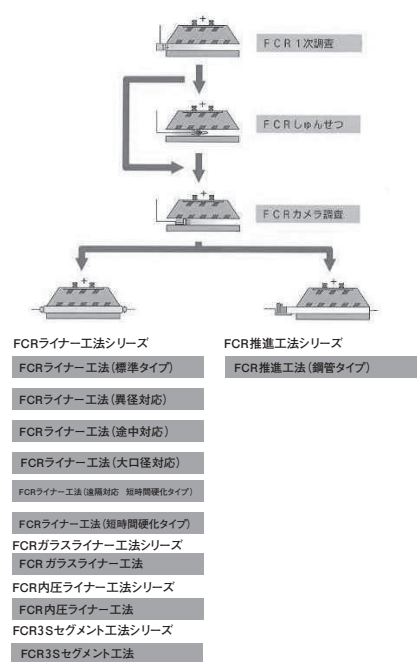 FCR1次調査
FCRしゅんせつ
FCRカメラ調査
FCRライナー工法シリーズ
FCRライナー工法(標準タイプ)
FCRライナー工法(異径対応)
FCRライナー工法(途中対応)
FCRライナー工法(大口径対応)
FCRライナー工法(遠隔対応 短時間硬化タイプ)
FCRライナー工法(短時間硬化タイプ)
FCRガラスライナー工法シリーズ
FCRガラスライナー工法
FCR内圧ライナー工法シリーズ
FCR内圧ライナー工法
FCR3Sセグメント工法シリーズ
FCR3Sセグメント工法
FCR推進工法シリーズ
FCR推進工法(鋼管タイプ)